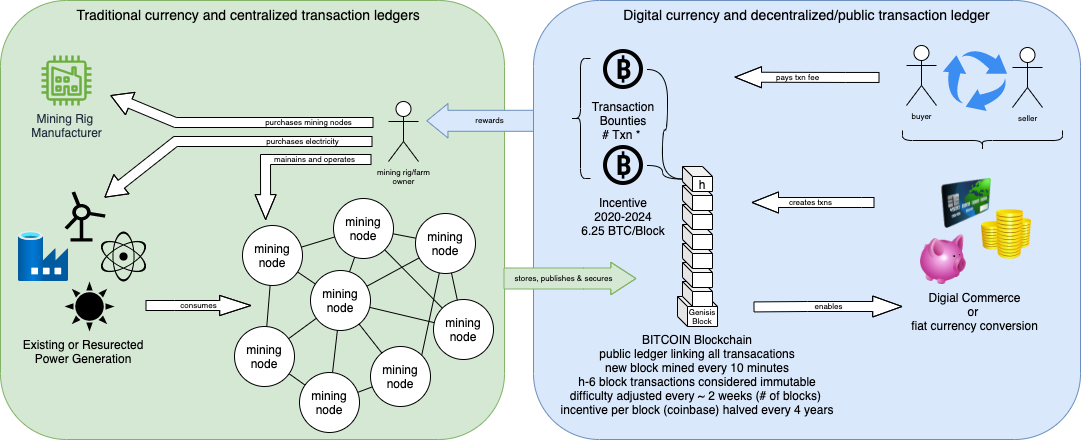 Traditional currency and centralized transaction ledgers
Mining Rig
Manufacturer
purchases mining nodes
purchases electricity
mainains and operates
mining rig/farm
owner
rewards
mining
node
mining
node
mining
node
mining
node
mining
node
mining
node
mining
node
mining
node
consumes
Existing or Resurected
Power Generation
stores, publishes & secures
Digital currency and decentralized/public transaction ledger
Transaction
Bounties
# Txn *
Incentive
2020-2024
6.25 BTC/Block
h
Genisis
Block
BITCOIN Blockchain
public ledger linking all transacations
new block mined every 10 minutes
h-6 block transactions considered immutable
difficulty adjusted every ~ 2 weeks (# of blocks)
incentive per block (coinbase) halved every 4 years
pays txn fee
buyer
seller
creates txns
enables
Digial Commerce
or
fiat currency conversion